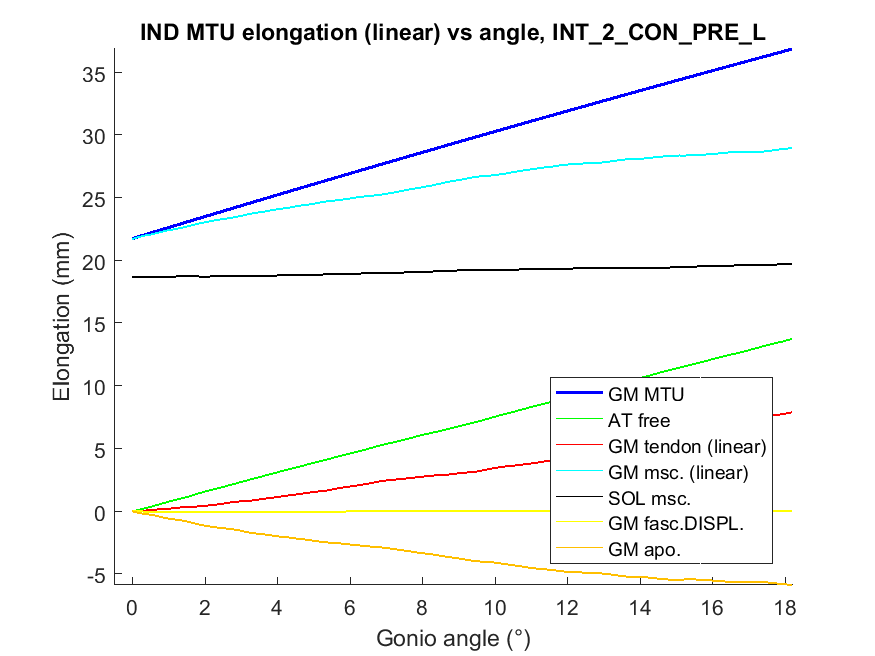 IND MTU elongation (linear) vs angle, INT_2_CON_PRE_L
35
30
25
20
15
10
5
0
-5
Elongation (mm)
GM MTU
AT free
GM tendon (linear)
GM msc. (linear)
SOL msc.
GM fasc.DISPL.
GM apo.
0 2 4 6 8 10 12 14 16 18
Gonio angle (°)